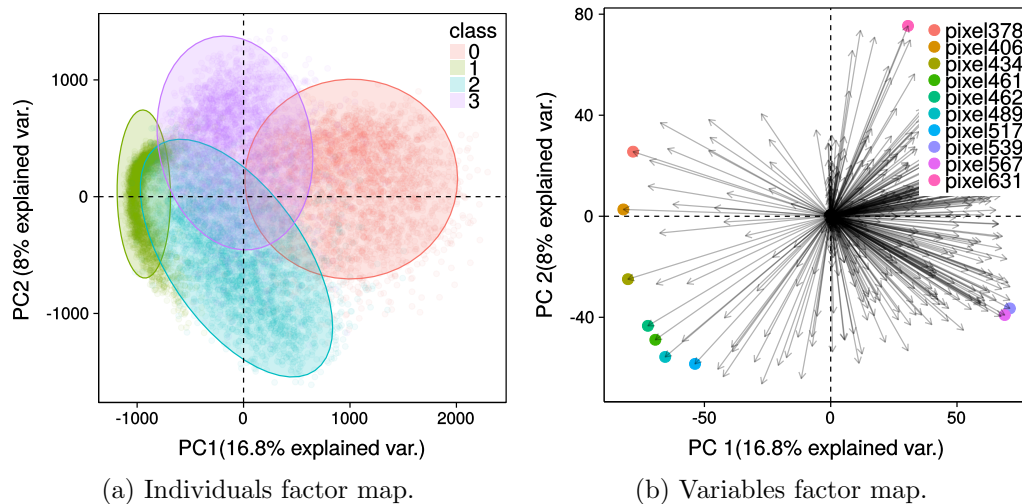 class
0
1
2
3
1000
0
-1000
PC2(8% explained var.)
-1000
0
1000
2000
PC1(16.8% explained var.)
(a) Individuals factor map.
pixel378
pixel406
pixel434
pixel461
pixel462
pixel489
pixel517
pixel539
pixel567
pixel631
80
40
0
-40
PC 2(8% explained var.)
-50
0
50
PC 1(16.8% explained var.)
(b) Variables factor map.